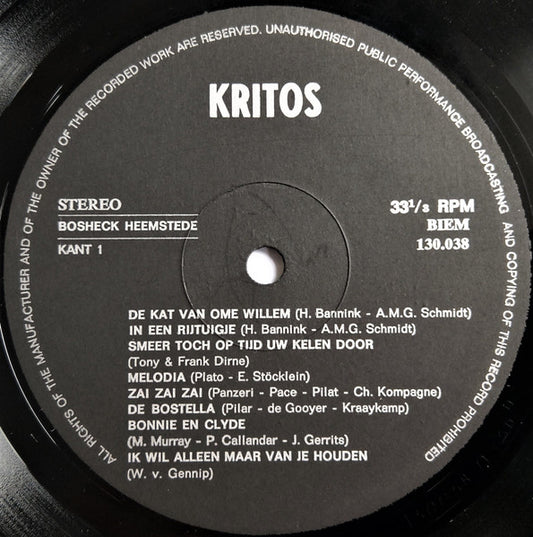 ALL RIGHTS OF THE MANUFACTURER AND OF THE OWNER OF THE RECORDED WORK ARE RESERVED. UNAUTHORISED PUBLIC PERFORMANCE BROADCASTING AND COPYING OF THIS RECORD PROHIBITED
KRITOS
STEREO
BOSHECK HEEMSTEDE
KANT 1
33¹/₃ RPM
BIEM
130.038
DE KAT VAN OME WILLEM (H. Bannink - A.M.G. Schmidt)
IN EEN RIJTUIGJE (H. Bannink - A.M.G. Schmidt)
SMEER TOCH OP TIJD UW KELEN DOOR
(Tony & Frank Dirne)
MELODIA (Plato - E. Stöcklein)
ZAI ZAI ZAI (Panzeri - Pace - Pilat - Ch. Kompagne)
DE BOSTELLA (Pilar - de Gooyer - Kraaykamp)
BONNIE EN CLYDE
(M. Murray - P. Callandar - J. Gerrits)
IK WIL ALLEEN MAAR VAN JE HOUDEN
(W. v. Gennip)